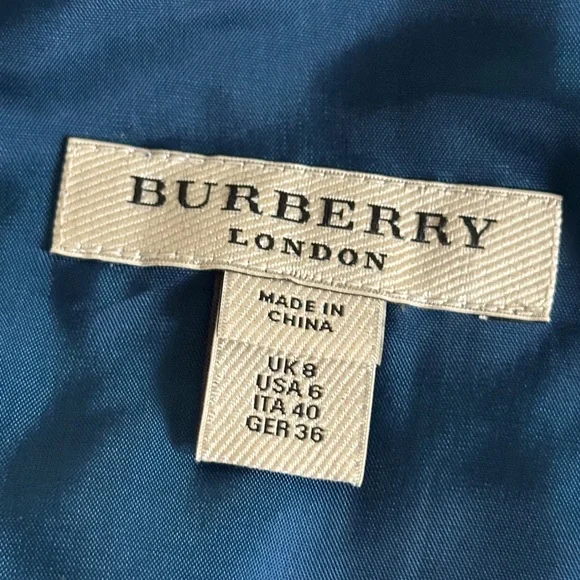 BURBERRY
LONDON
MADE IN
CHINA
UK 8
USA 6
ITA 40
GER 36